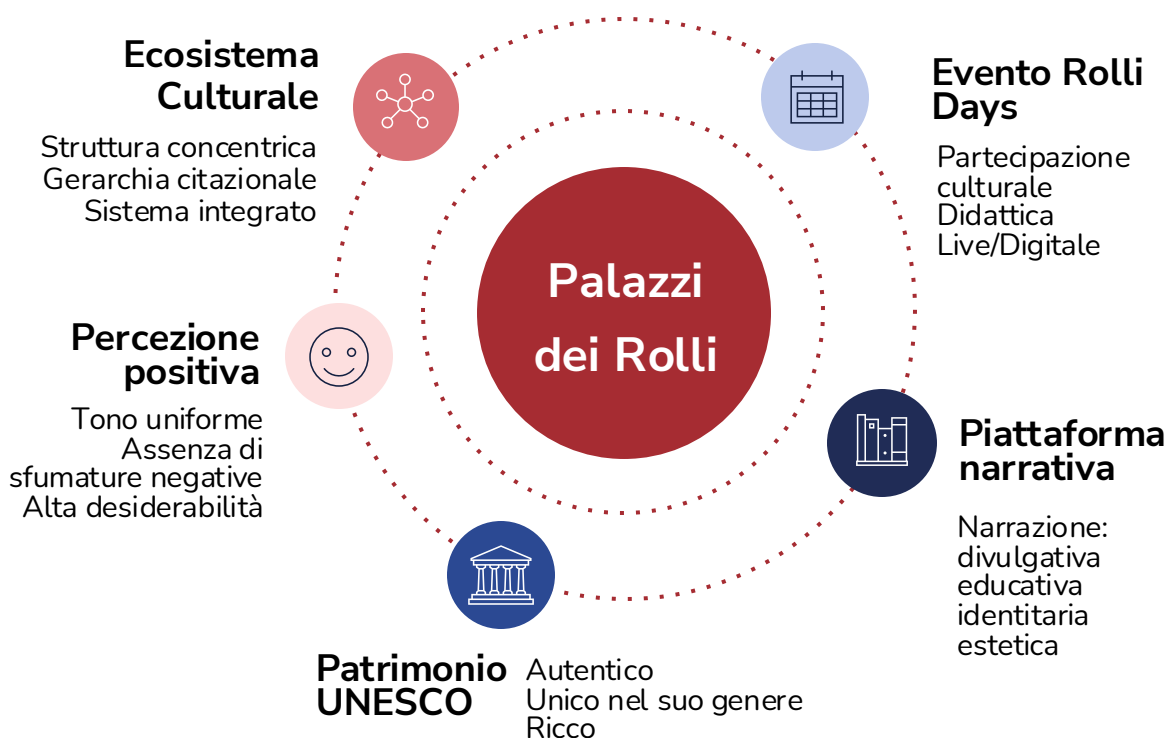 Ecosistema
Culturale
Struttura concentrica
Gerarchia citazionale
Sistema integrato
Evento Rolli
Days
Partecipazione
culturale
Didattica
Live/Digitale
Palazzi
dei Rolli
Percezione
positiva
Tono uniforme
Assenza di
sfumature negative
Alta desiderabilità
Piattaforma
narrativa
Narrazione:
divulgativa
educativa
identitaria
estetica
Patrimonio
UNESCO
Autentico
Unico nel suo genere
Ricco